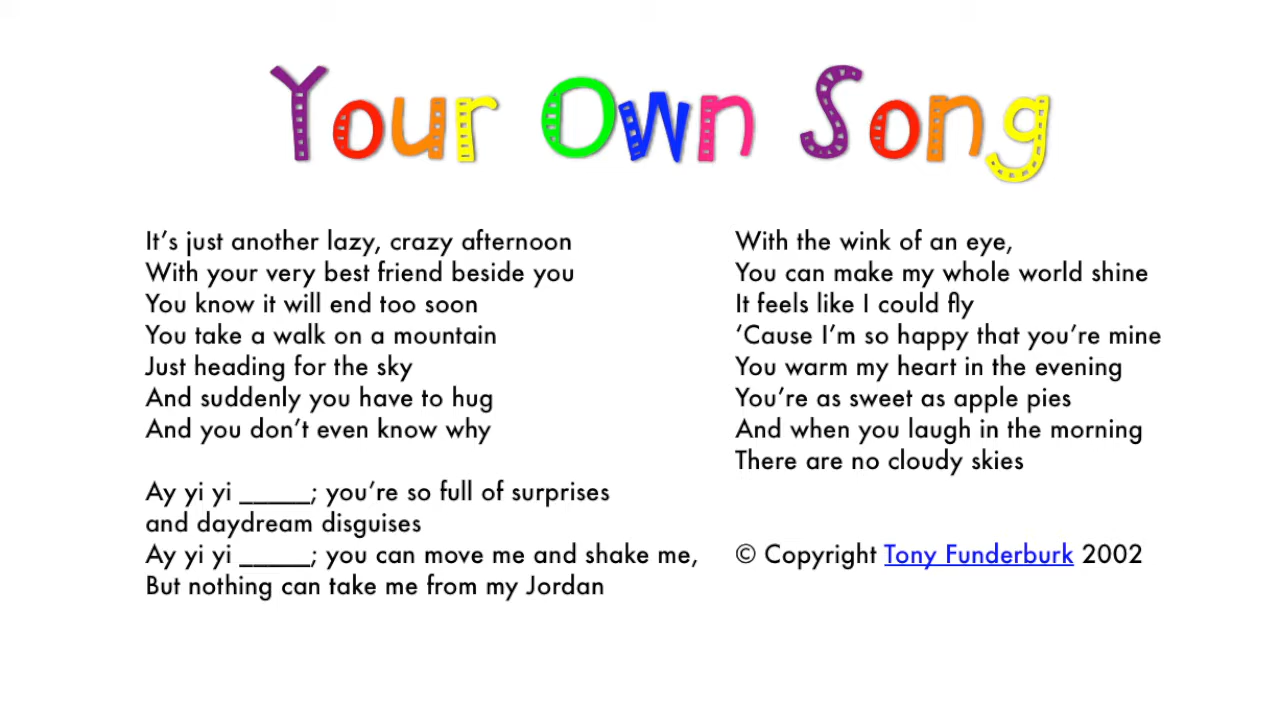 Your Own Song
It's just another lazy, crazy afternoon
With your very best friend beside you
You know it will end too soon
You take a walk on a mountain
Just heading for the sky
And suddenly you have to hug
And you don't even know why
Ay yi yi _____; you're so full of surprises
and daydream disguises
Ay yi yi _____; you can move me and shake me,
But nothing can take me from my Jordan
With the wink of an eye,
You can make my whole world shine
It feels like I could fly
‘Cause I'm so happy that you're mine
You warm my heart in the evening
You're as sweet as apple pies
And when you laugh in the morning
There are no cloudy skies
© Copyright Tony Funderburk 2002